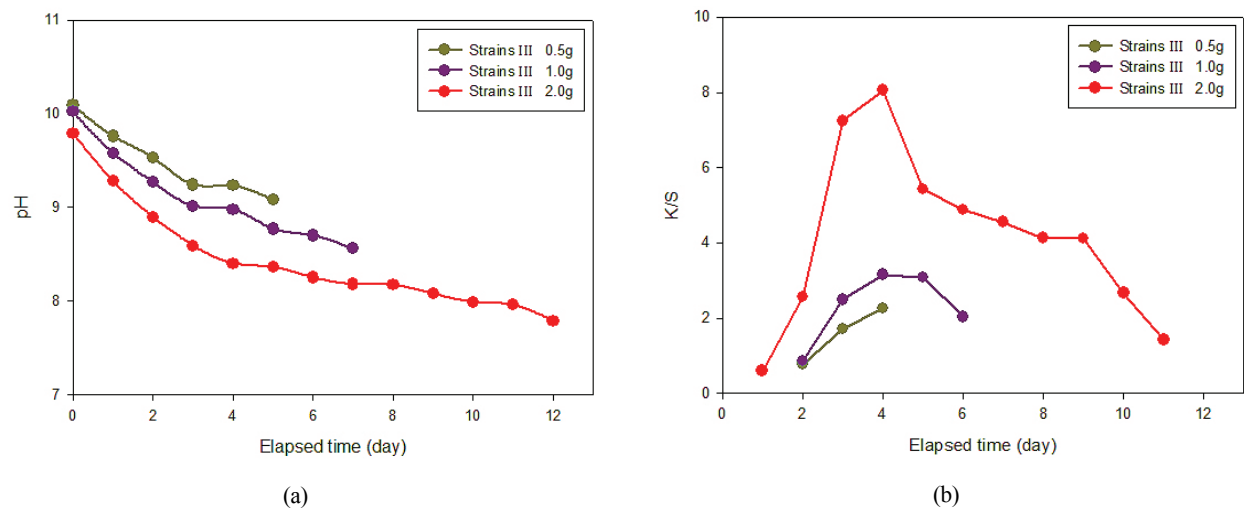 11
10
9
8
7
pH
0
2
4
6
8
10
12
Elapsed time (day)
Strains III 0.5g
Strains III 1.0g
Strains III 2.0g
(a)
10
8
6
4
2
0
K/S
0
2
4
6
8
10
12
Elapsed time (day)
Strains III 0.5g
Strains III 1.0g
Strains III 2.0g
(b)